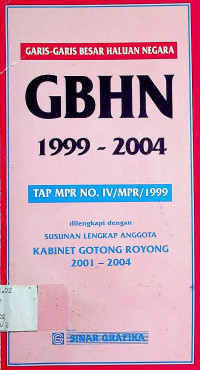 GARIS-GARIS BESAR HALUAN NEGARA
GBHN
1999 - 2004
TAP MPR NO. IV/MPR/1999
dilengkapi dengan
SUSUNAN LENGKAP ANGGOTA
KABINET GOTONG ROYONG
2001 – 2004
SINAR GRAFIKA